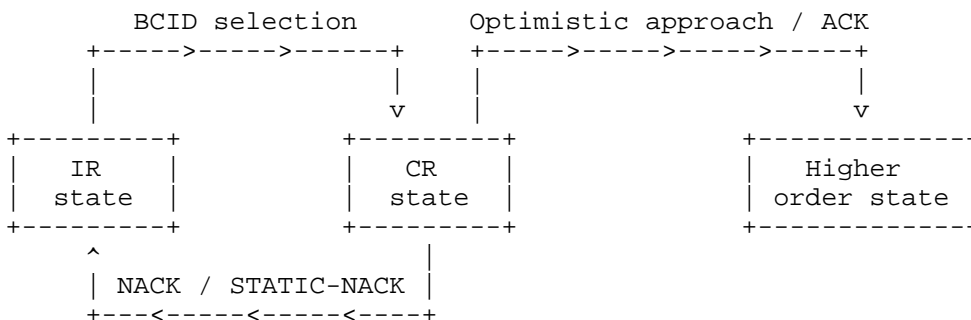 BCID selection Optimistic approach / ACK
+----->----->------+ +----->----->----->-----+
| | | |
| v | v
+---------+ +---------+ +--------------
| IR | | CR | | Higher
| state | | state | | order state
+---------+ +---------+ +--------------
^ |
| NACK / STATIC-NACK |
+---<-----<-----<----+